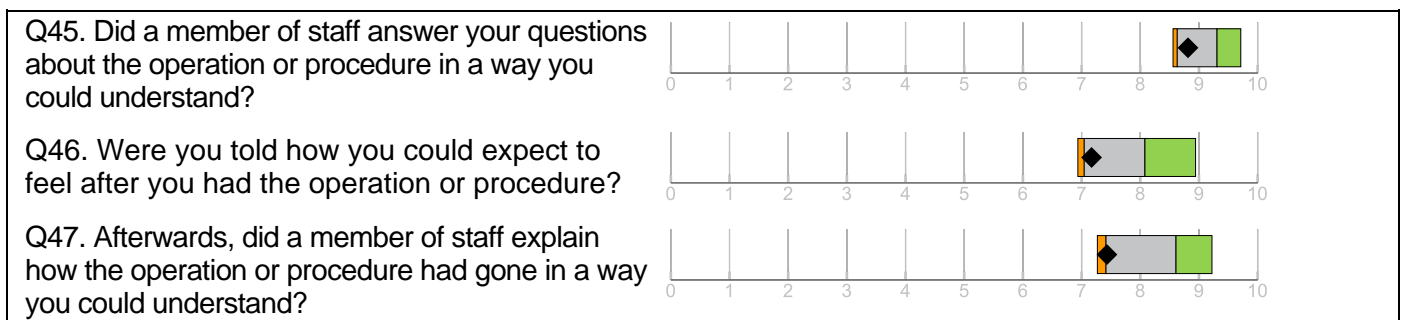 Q45. Did a member of staff answer your questions
about the operation or procedure in a way you
could understand?
0 1 2 3 4 5 6 7 8 9 10
Q46. Were you told how you could expect to
feel after you had the operation or procedure?
0 1 2 3 4 5 6 7 8 9 10
Q47. Afterwards, did a member of staff explain
how the operation or procedure had gone in a way
you could understand?
0 1 2 3 4 5 6 7 8 9 10